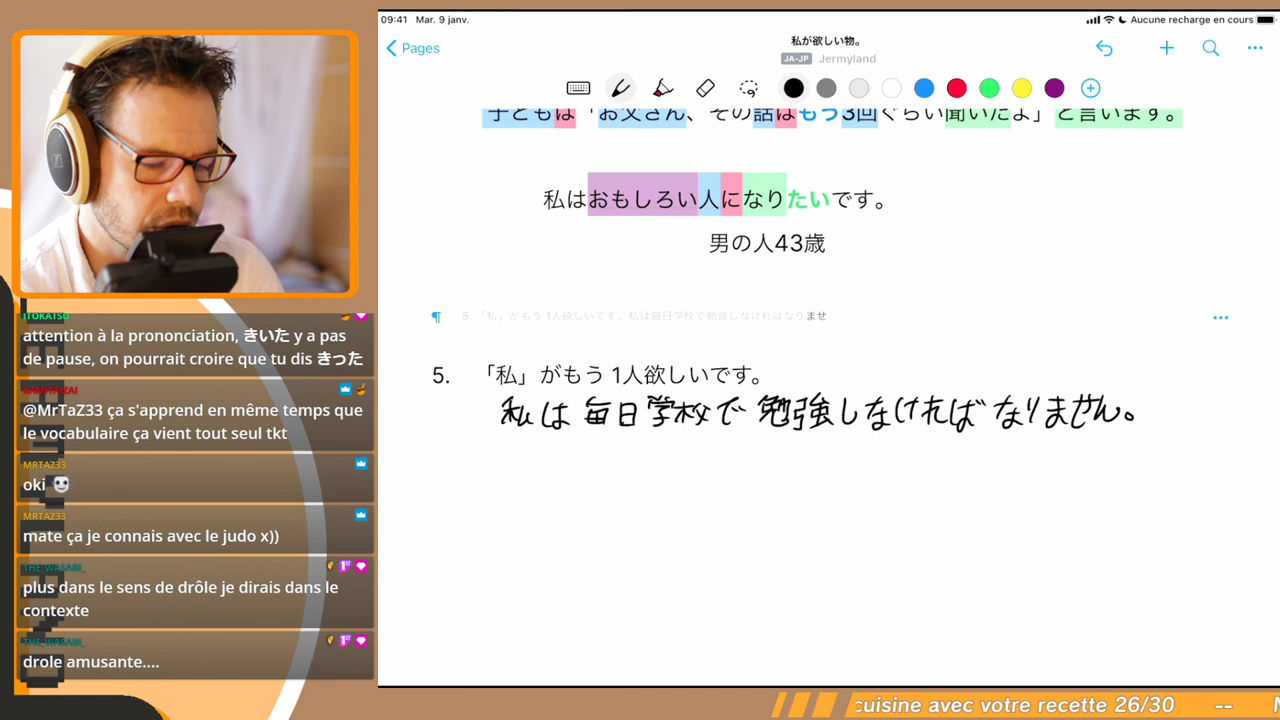 09:41 Mar. 9 janv.
Aucune recharge en cours
Pages
私が欲しい物。
JA-JP Jermyland
子どもは「お父さん、その話はもう3回ぐらい聞いたよ」と言います。
私はおもしろい人になりたいです。
男の人43歳
5. 「私」がもう 1人欲しいです。私は毎日学校で勉強しなければなりませ
5. 「私」がもう 1人欲しいです。
私は毎日学校で勉強しなければなりません。
ITOKATSU
attention à la prononciation, きいた y a pas
de pause, on pourrait croire que tu dis きった
@MrTaZ33 ça s'apprend en même temps que
le vocabulaire ça vient tout seul tkt
MRTAZ33
oki
MRTAZ33
mate ça je connais avec le judo x))
THE_WASABI_
plus dans le sens de drôle je dirais dans le
contexte
THE_WASABI_
drole amusante....
cuisine avec votre recette 26/30 -- M